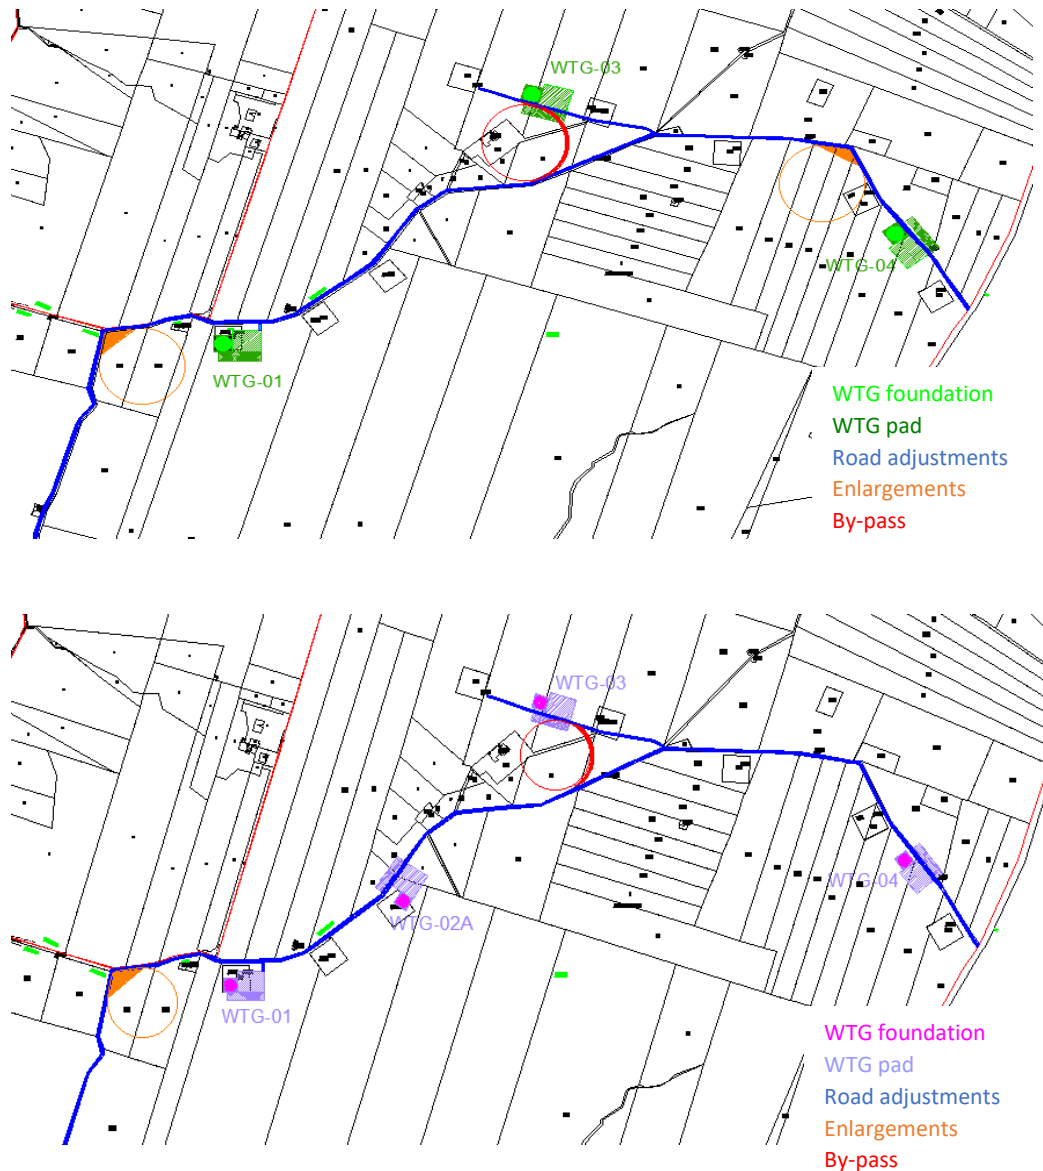 WTG-03
WTG-04
WTG-01
WTG foundation
WTG pad
Road adjustments
Enlargements
By-pass
WTG-03
WTG-04
WTG-02A
WTG-01
WTG foundation
WTG pad
Road adjustments
Enlargements
By-pass